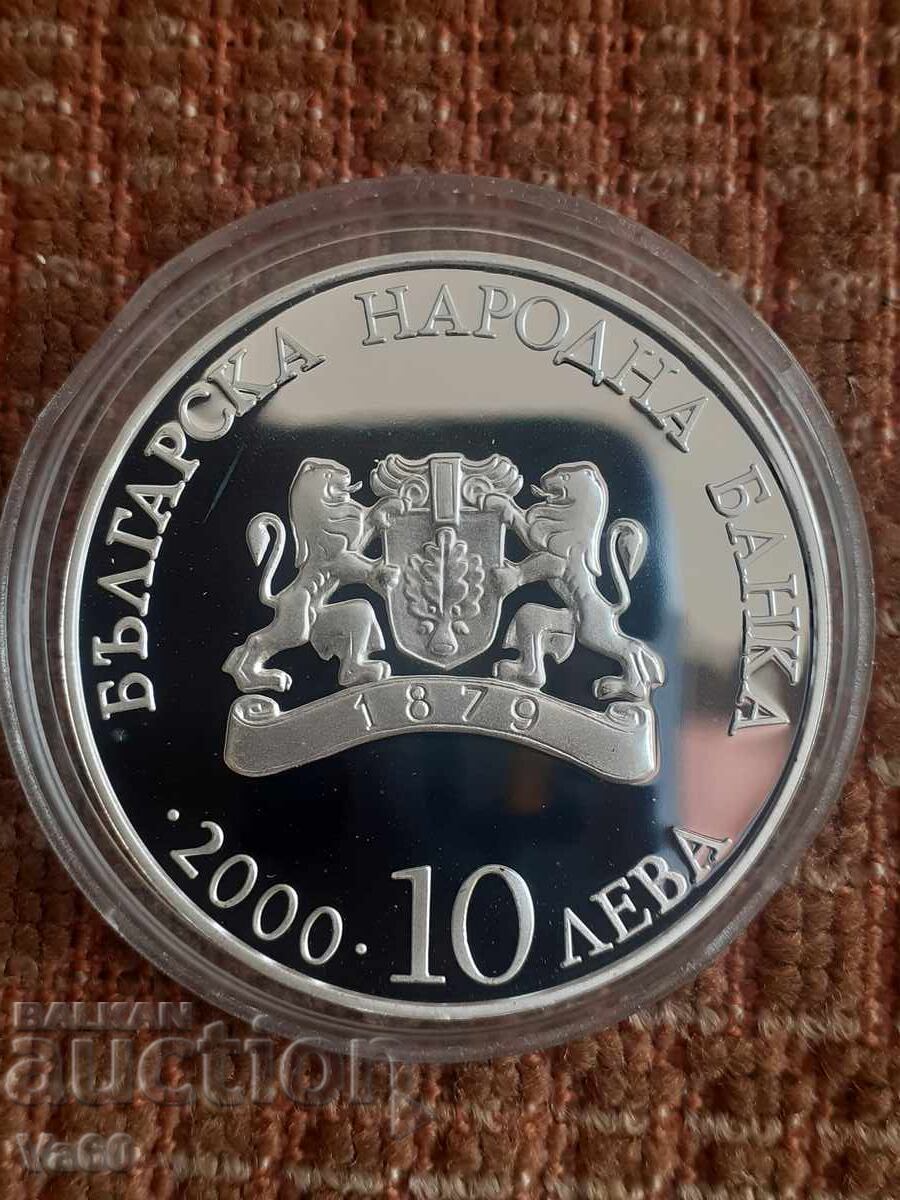 БЪЛГАРСКА НАРОДНА БАНКА
1879
·2000· 10 ЛЕВА
BALKAN
auction
Va60